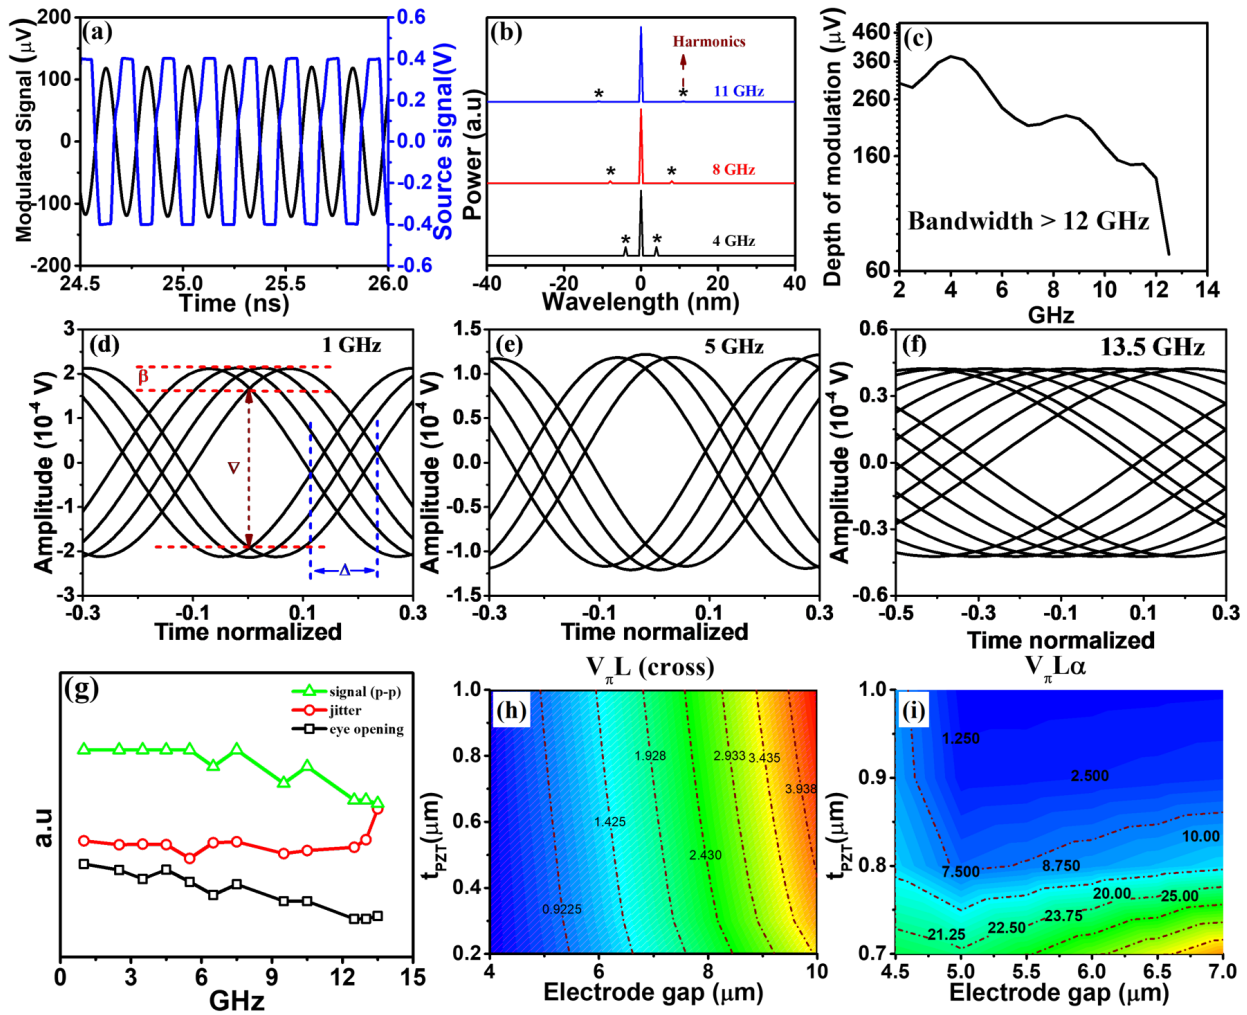 (a)
Modulated Signal (μV)
200
100
0
-100
-200
24.5
25.0
25.5
26.0
Time (ns)
0.6
0.4
0.2
0.0
-0.2
-0.4
-0.6
Source signal(V)
(b)
Power (a.u)
Harmonics
* *
11 GHz
* *
8 GHz
* *
4 GHz
-40
-20
0
20
40
Wavelength (nm)
(c)
Depth of modulation (μV)
460
360
260
160
60
Bandwidth > 12 GHz
2
4
6
8
10
12
14
GHz
(d)
1 GHz
β
∇
Δ
Amplitude (10⁻⁴ V)
3
2
1
0
-1
-2
-3
-0.3
-0.1
0.1
0.3
Time normalized
(e)
5 GHz
Amplitude (10⁻⁴ V)
1.5
1.0
0.5
0.0
-0.5
-1.0
-1.5
-0.3
-0.1
0.1
0.3
Time normalized
(f)
13.5 GHz
Amplitude (10⁻⁴ V)
0.6
0.3
0.0
-0.3
-0.6
-0.5
-0.3
-0.1
0.1
0.3
Time normalized
(g)
signal (p-p)
jitter
eye opening
a.u
0
3
6
9
12
15
GHz
VπL (cross)
(h)
t_PZT(μm)
1.0
0.8
0.6
0.4
0.2
1.928
2.933
3.435
3.938
1.425
2.430
0.9225
4
6
8
10
Electrode gap (μm)
VπLα
(i)
t_PZT(μm)
1.0
0.9
0.8
0.7
1.250
2.500
10.00
8.750
7.500
20.00
25.00
23.75
22.50
21.25
4.5
5.0
5.5
6.0
6.5
7.0
Electrode gap (μm)